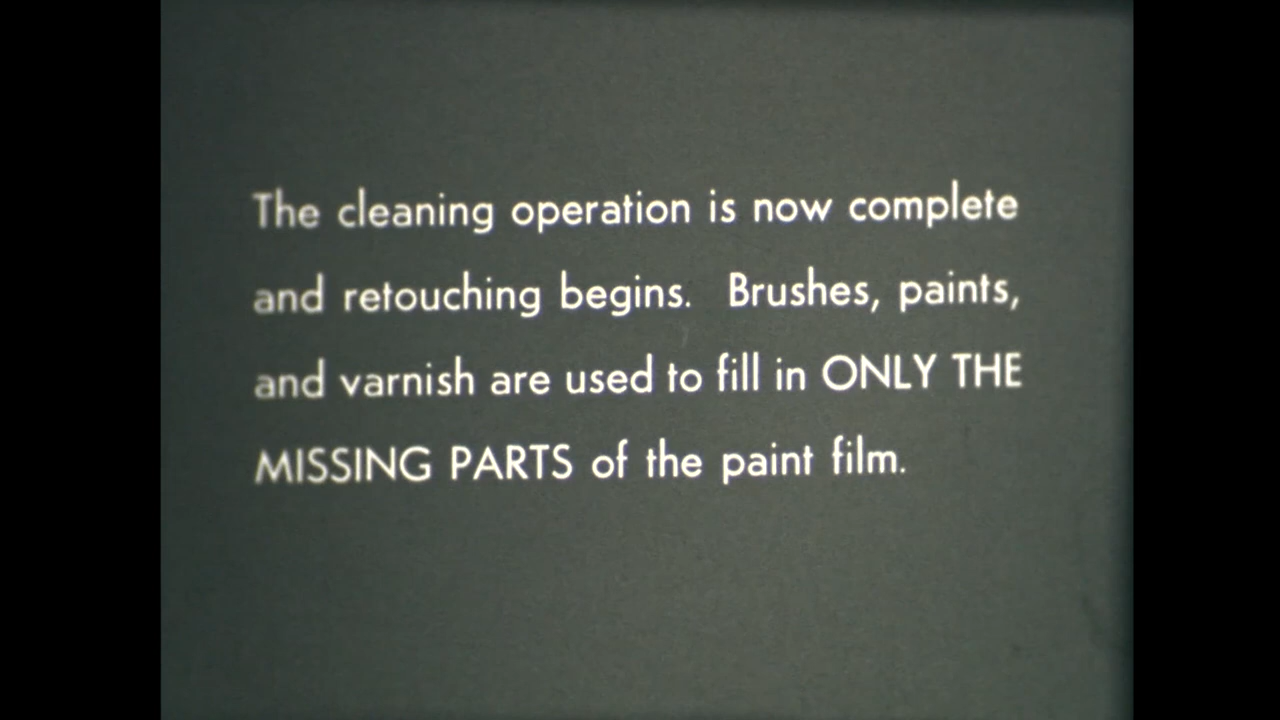 The cleaning operation is now complete
and retouching begins. Brushes, paints,
and varnish are used to fill in ONLY THE
MISSING PARTS of the paint film.